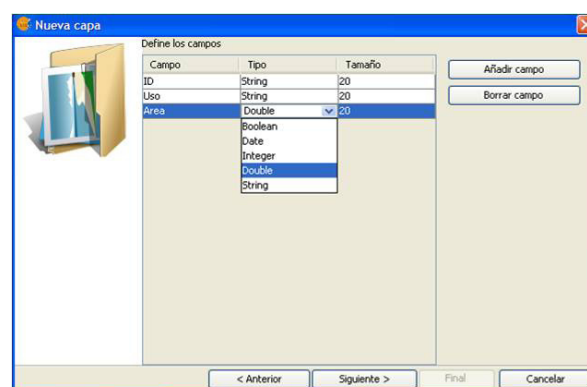 Nueva capa
Define los campos
Campo Tipo Tamaño
ID String 20
Uso String 20
Area Double 20
Boolean
Date
Integer
Double
String
Añadir campo
Borrar campo
< Anterior Siguiente > Final Cancelar